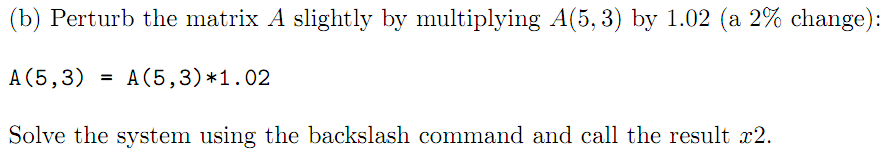 (b) Perturb the matrix A slightly by multiplying A(5, 3) by 1.02 (a 2% change):
A(5,3) = A(5,3)*1.02
Solve the system using the backslash command and call the result x2.